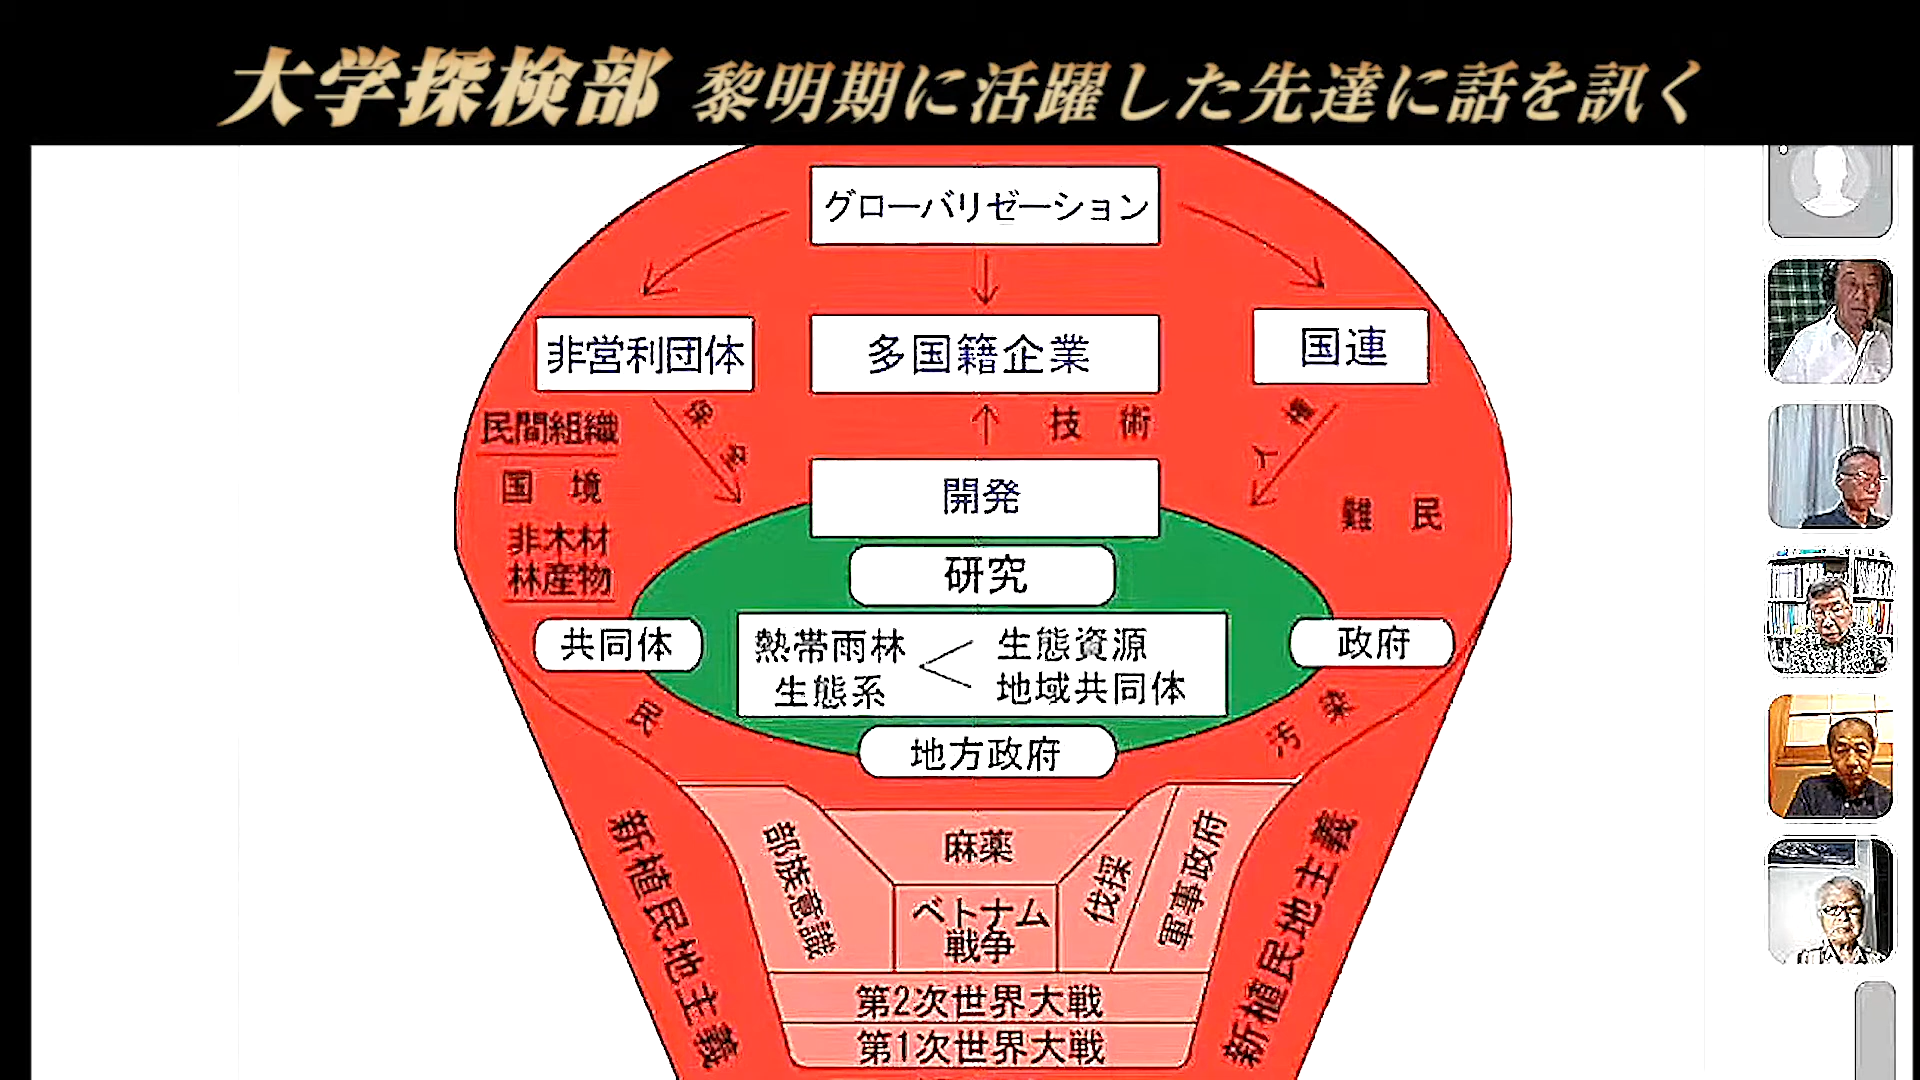 大学探検部 黎明期に活躍した先達に話を訊く
グローバリゼーション
非営利団体
多国籍企業
国連
民間組織
保
全
技 術
人
権
国 境
開発
難 民
非木材
林産物
研究
共同体
熱帯雨林
生態系
生態資源
地域共同体
政府
民
地方政府
汚 染
新植民地主義
部族意識
麻薬
伐採
軍事政府
新植民地主義
ベトナム
戦争
第2次世界大戦
第1次世界大戦